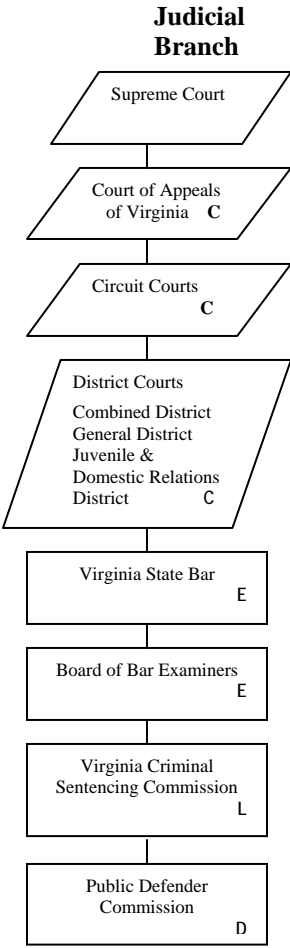 Judicial
Branch
Supreme Court
Court of Appeals
of Virginia C
Circuit Courts
C
District Courts
Combined District
General District
Juvenile &
Domestic Relations
District C
Virginia State Bar
E
Board of Bar Examiners
E
Virginia Criminal
Sentencing Commission
L
Public Defender
Commission
D